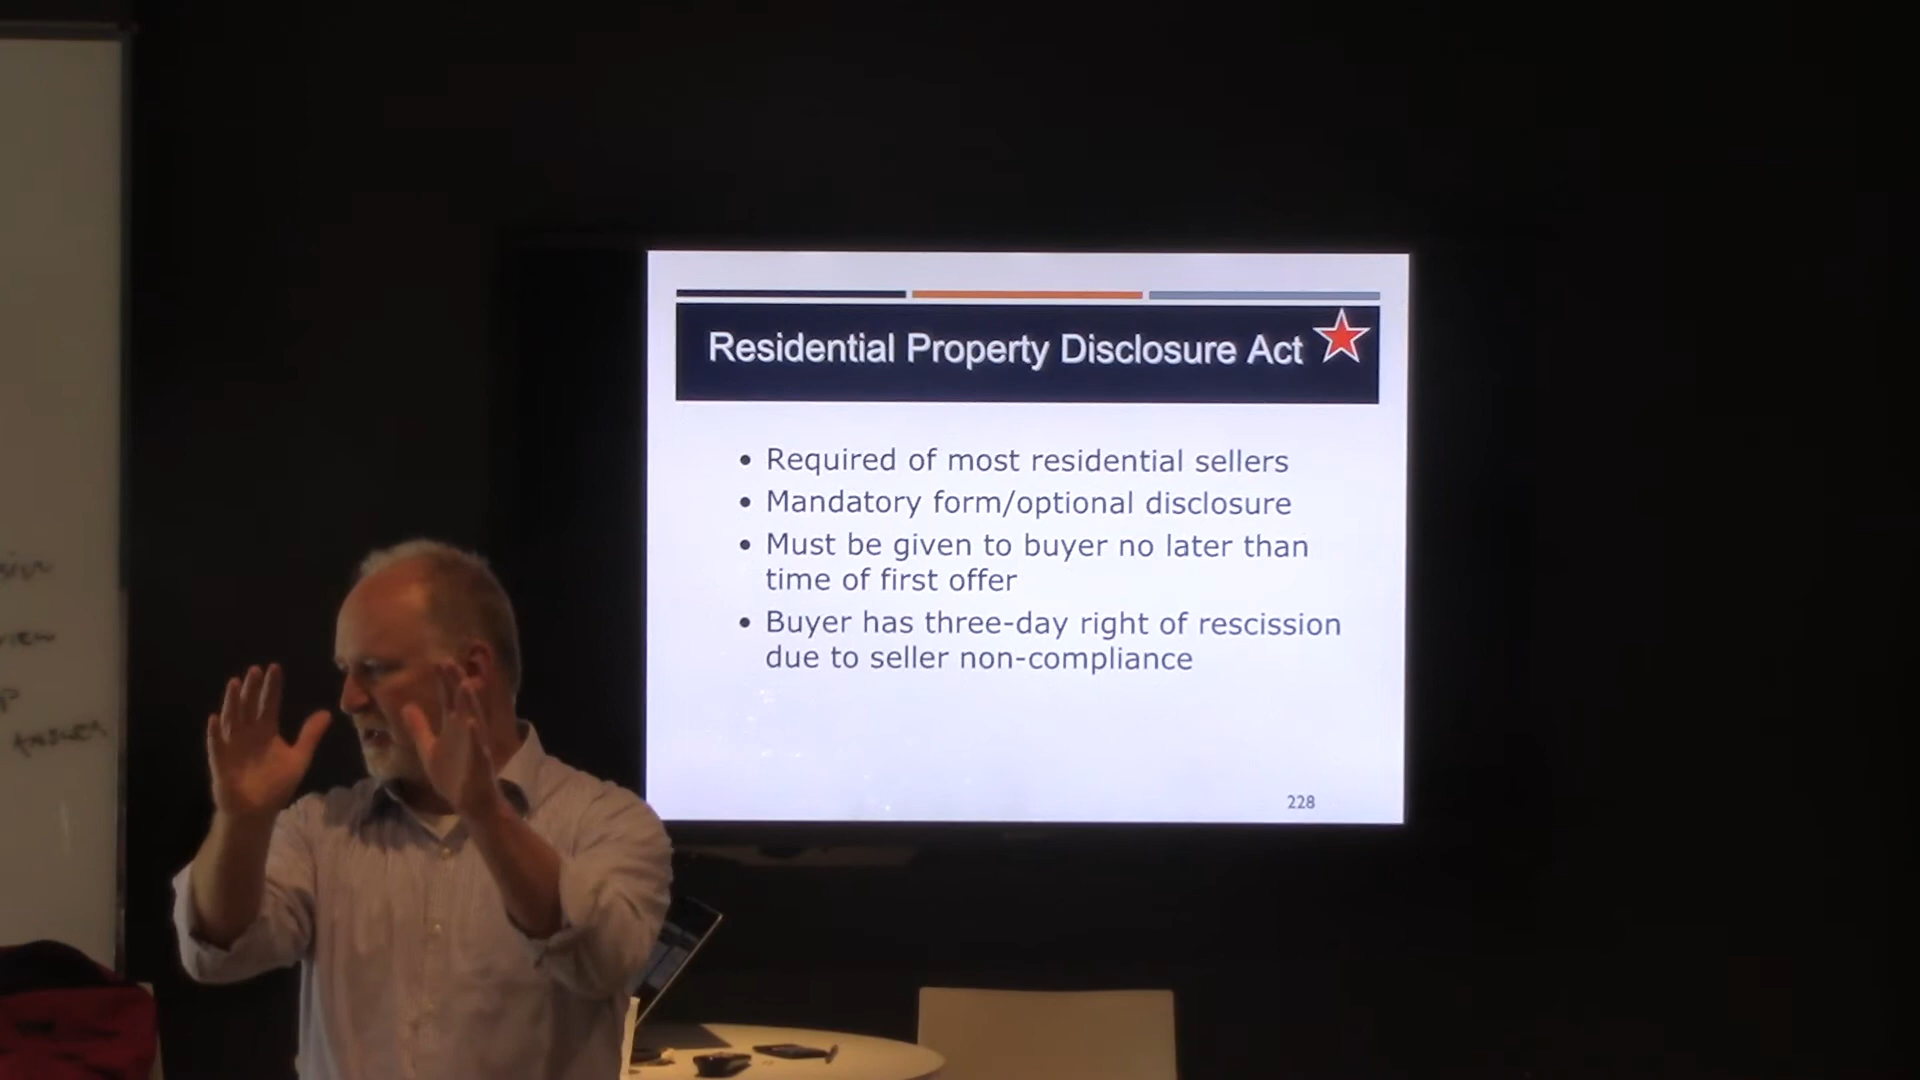 Residential Property Disclosure Act
• Required of most residential sellers
• Mandatory form/optional disclosure
• Must be given to buyer no later than
time of first offer
• Buyer has three-day right of rescission
due to seller non-compliance
228
ANSWER